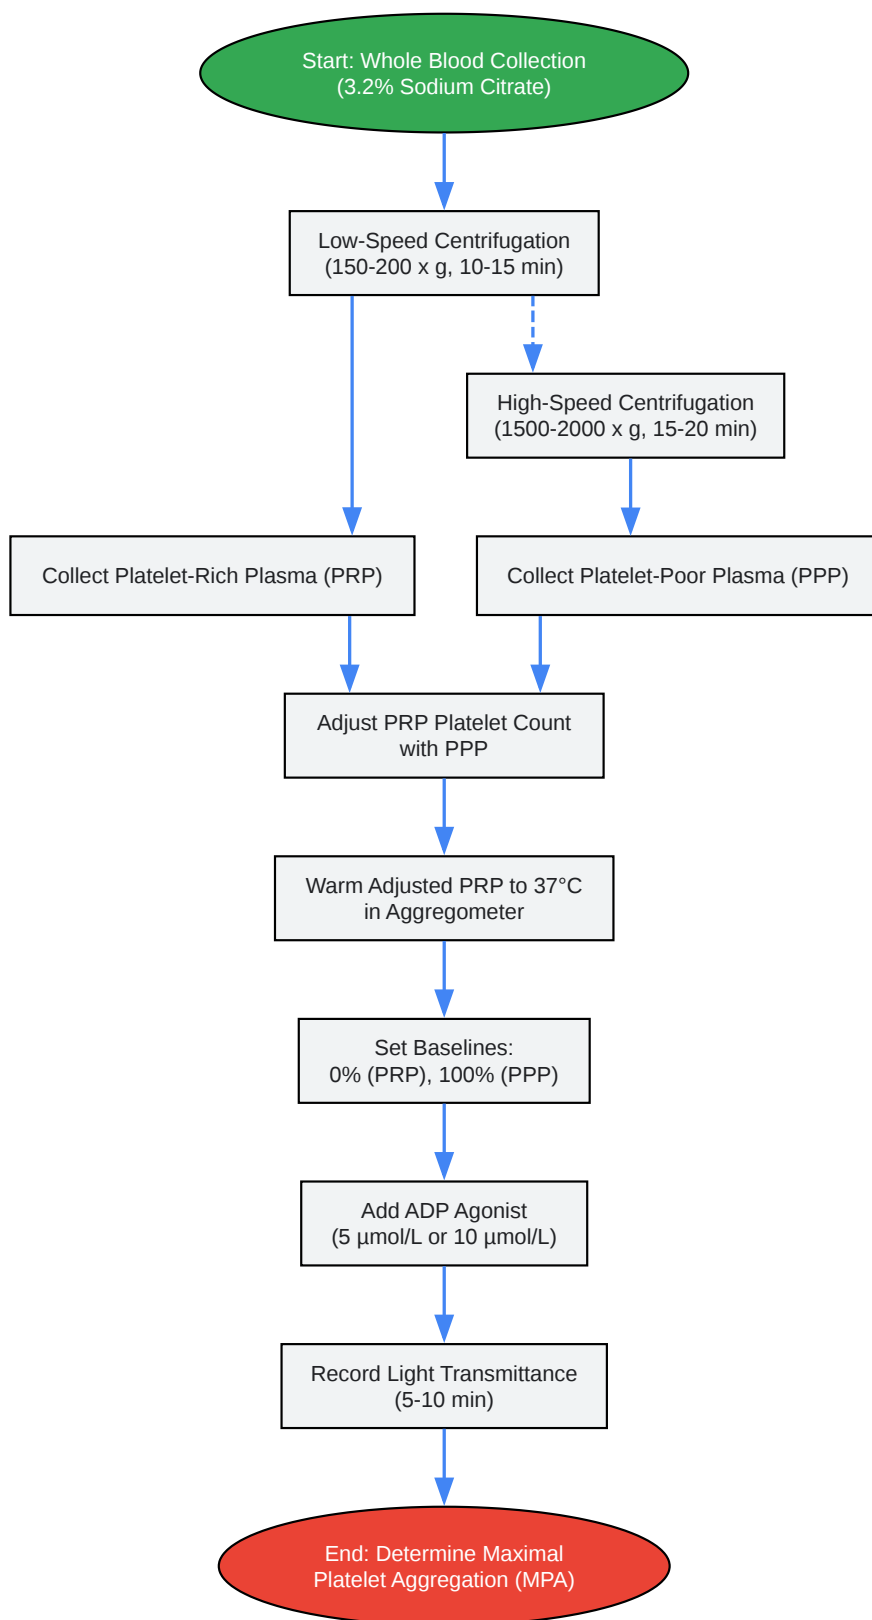 Start: Whole Blood Collection
(3.2% Sodium Citrate)
Low-Speed Centrifugation
(150-200 x g, 10-15 min)
High-Speed Centrifugation
(1500-2000 x g, 15-20 min)
Collect Platelet-Rich Plasma (PRP)
Collect Platelet-Poor Plasma (PPP)
Adjust PRP Platelet Count
with PPP
Warm Adjusted PRP to 37°C
in Aggregometer
Set Baselines:
0% (PRP), 100% (PPP)
Add ADP Agonist
(5 µmol/L or 10 µmol/L)
Record Light Transmittance
(5-10 min)
End: Determine Maximal
Platelet Aggregation (MPA)